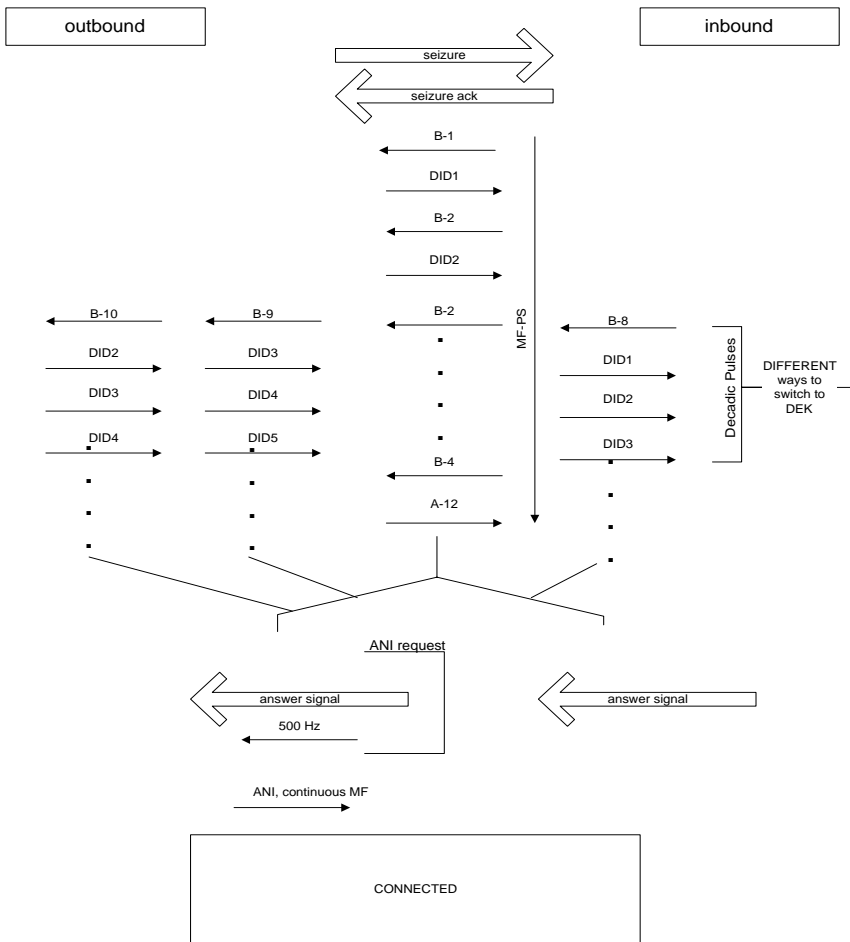 outbound
inbound
seizure
seizure ack
B-1
DID1
B-2
DID2
MF-PS
B-10
B-9
B-2
B-8
DID2
DID3
DID1
DID3
DID4
DID2
DID4
DID5
DID3
Decadic Pulses
DIFFERENT
ways to
switch to
DEK
B-4
A-12
ANI request
answer signal
answer signal
500 Hz
ANI, continuous MF
CONNECTED